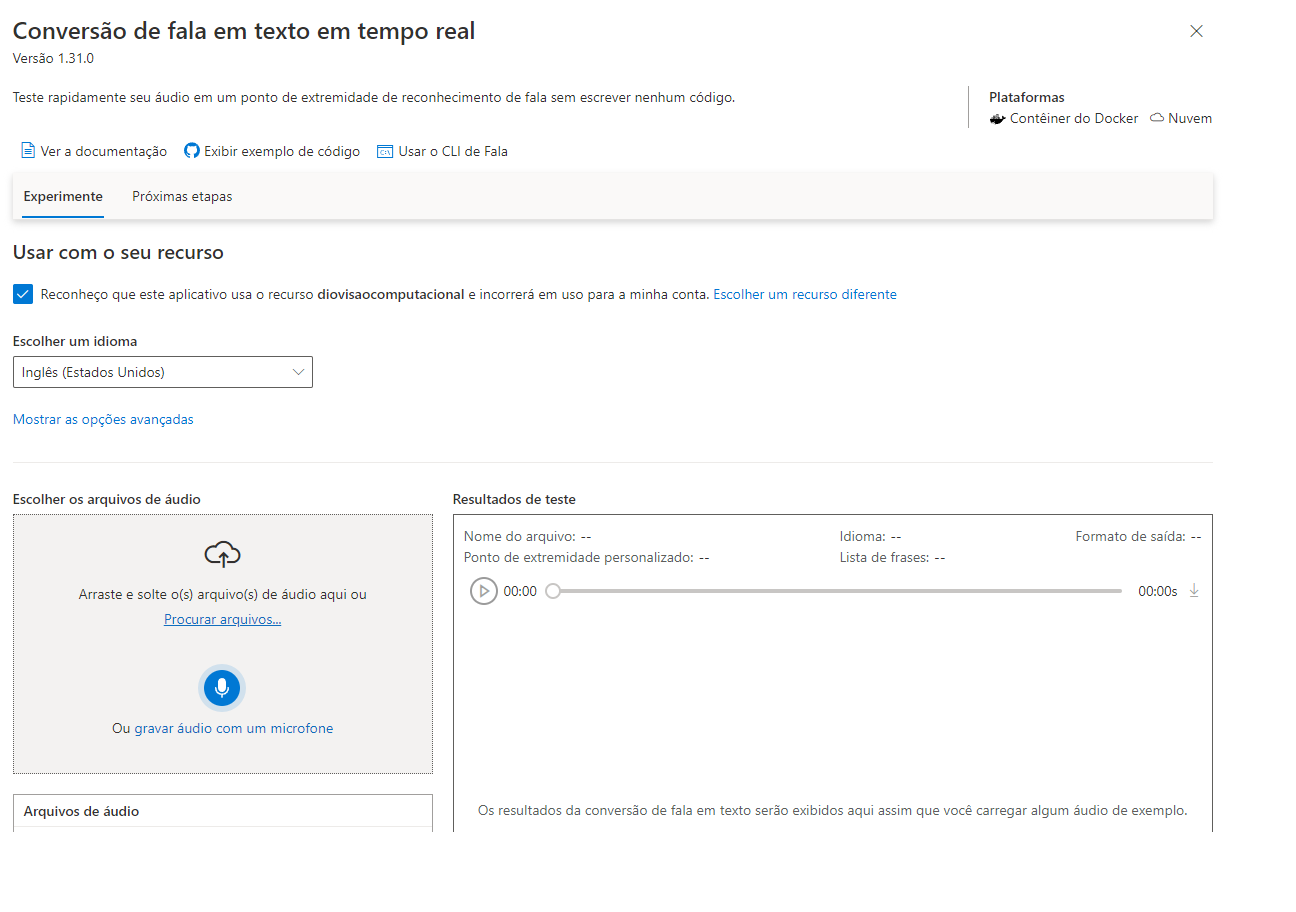 Conversão de fala em texto em tempo real
Versão 1.31.0
Teste rapidamente seu áudio em um ponto de extremidade de reconhecimento de fala sem escrever nenhum código.
Plataformas
Contêiner do Docker Nuvem
Ver a documentação Exibir exemplo de código Usar o CLI de Fala
Experimente Próximas etapas
Usar com o seu recurso
Reconheço que este aplicativo usa o recurso diovisaocomputacional e incorrerá em uso para a minha conta. Escolher um recurso diferente
Escolher um idioma
Inglês (Estados Unidos)
Mostrar as opções avançadas
Escolher os arquivos de áudio
Arraste e solte o(s) arquivo(s) de áudio aqui ou
Procurar arquivos...
Ou gravar áudio com um microfone
Arquivos de áudio
Resultados de teste
Nome do arquivo: -- Idioma: -- Formato de saída: --
Ponto de extremidade personalizado: -- Lista de frases: --
00:00 00:00s
Os resultados da conversão de fala em texto serão exibidos aqui assim que você carregar algum áudio de exemplo.